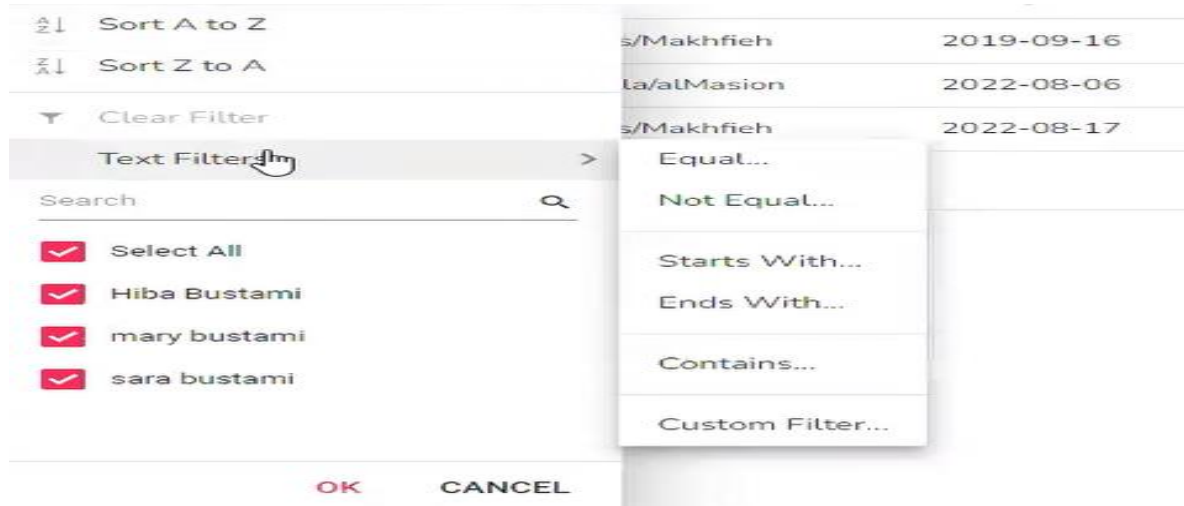 Sort A to Z
Sort Z to A
Clear Filter
Text Filters
Search
Select All
Hiba Bustami
mary bustami
sara bustami
OK CANCEL
s/Makhfieh 2019-09-16
la/alMasion 2022-08-06
s/Makhfieh 2022-08-17
Equal...
Not Equal...
Starts With...
Ends With...
Contains...
Custom Filter...